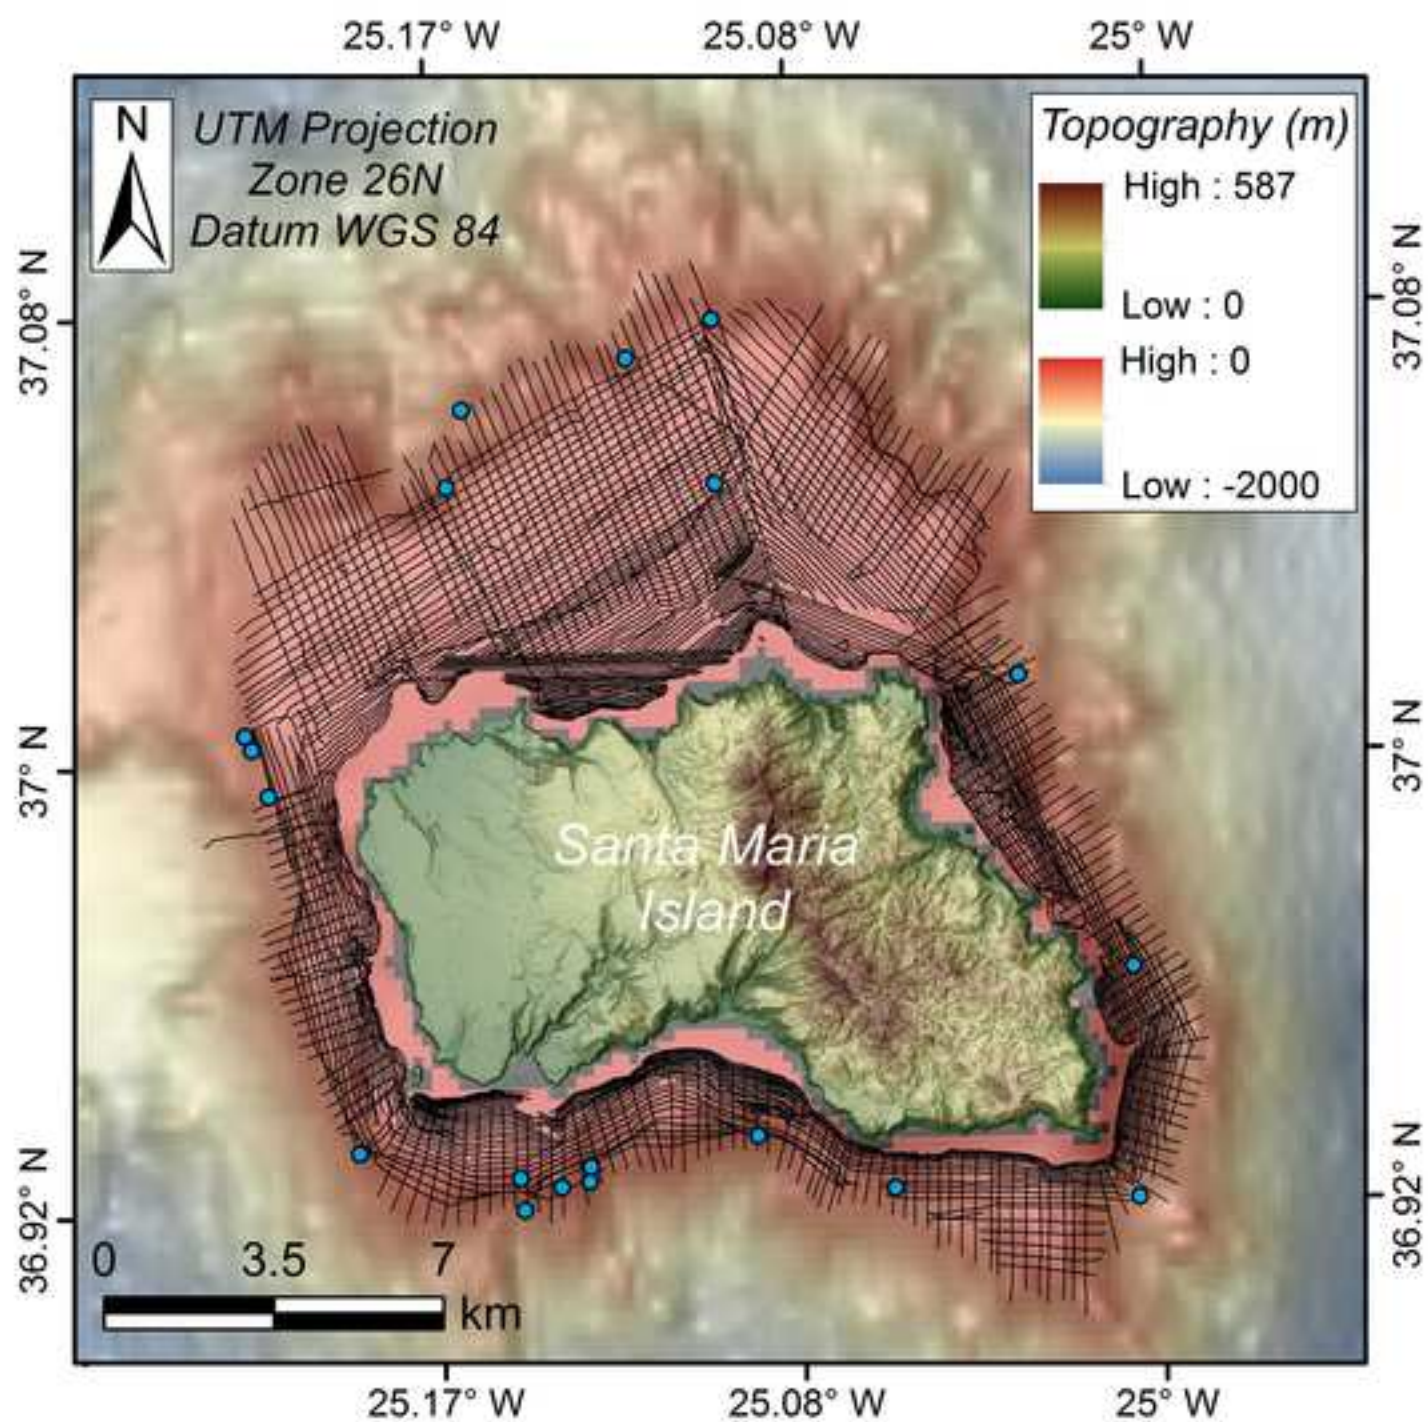 25.17° W 25.08° W 25° W
N
UTM Projection
Zone 26N
Datum WGS 84
Topography (m)
High : 587
Low : 0
High : 0
Low : -2000
37.08° N
37.08° N
37° N
37° N
Santa Maria
Island
36.92° N
36.92° N
0 3.5 7
km
25.17° W 25.08° W 25° W